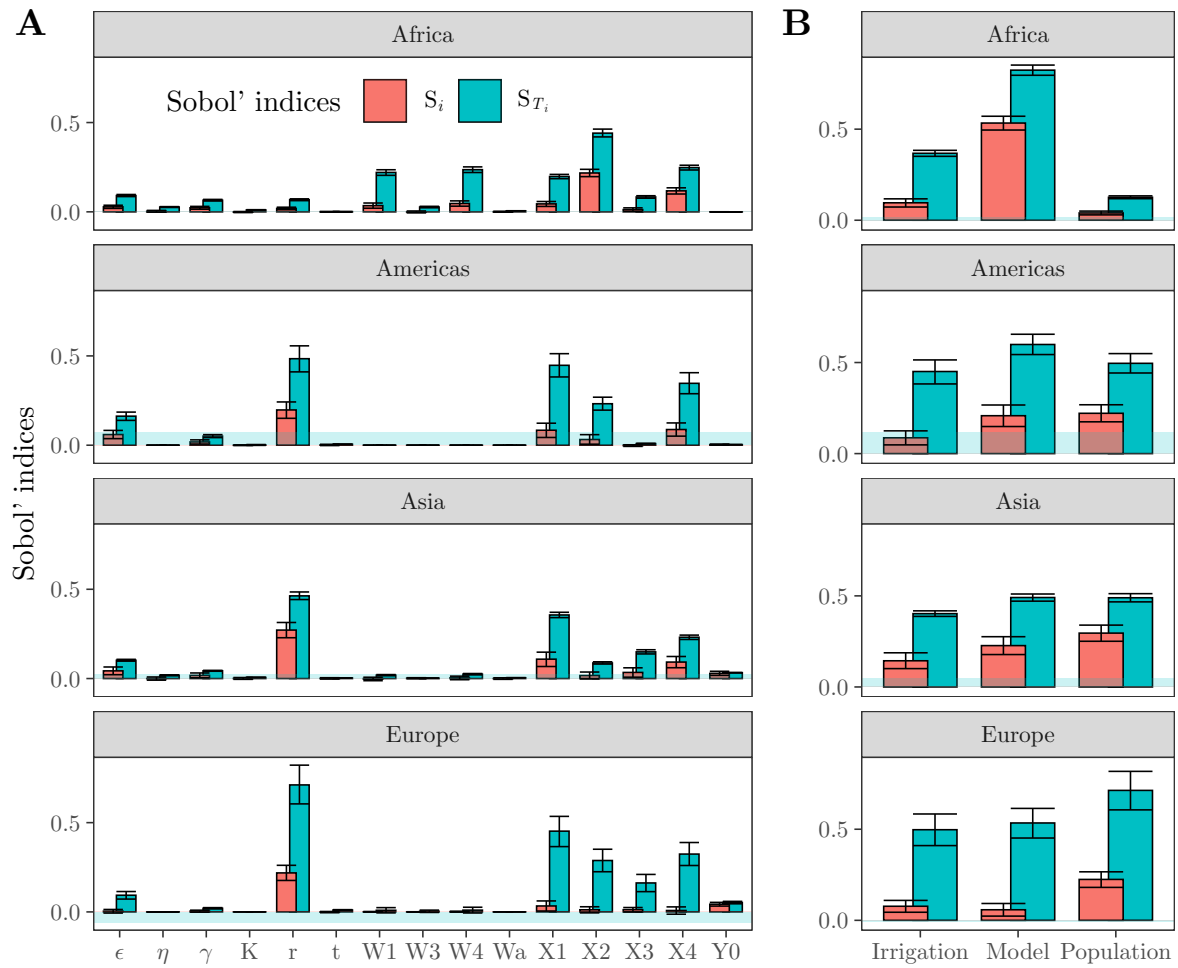 A
B
Africa
Africa
Sobol' indices S_i S_{T_i}
0.5
0.0
0.5
0.0
Americas
Americas
0.5
0.0
0.5
0.0
Sobol' indices
Asia
Asia
0.5
0.0
0.5
0.0
Europe
Europe
0.5
0.0
0.5
0.0
ϵ η γ K r t W1 W3 W4 Wa X1 X2 X3 X4 Y0
Irrigation Model Population